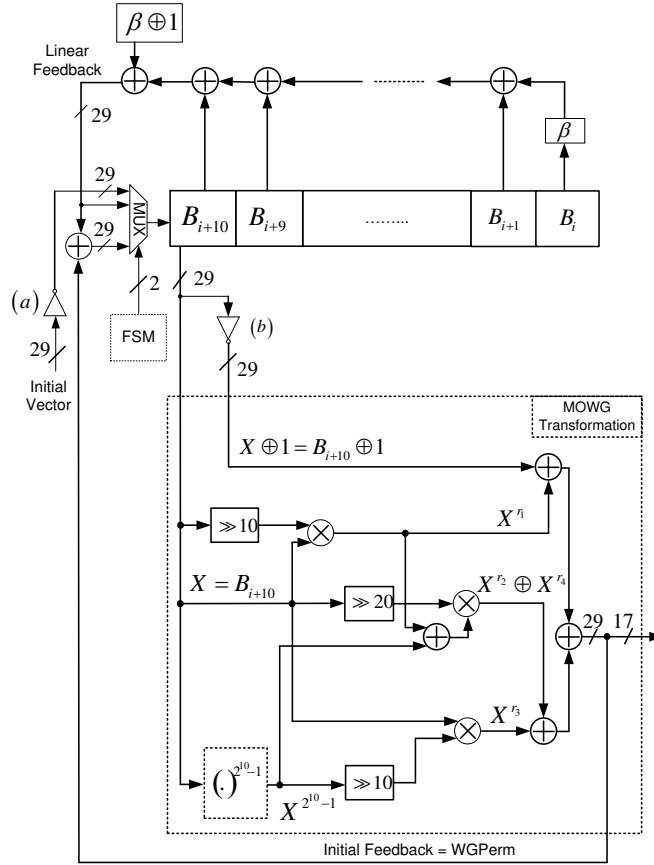 β ⊕ 1
Linear
Feedback
29
........
β
29
29
MUX
B_{i+10}
B_{i+9}
.........
B_{i+1}
B_i
(a)
2
29
FSM
(b)
29
Initial
Vector
29
MOWG
Transformation
X ⊕ 1 = B_{i+10} ⊕ 1
≫10
X^{r_1}
X = B_{i+10}
≫20
X^{r_2} ⊕ X^{r_4}
29
17
X^{r_3}
(.)^{2^{10}-1}
≫10
X^{2^{10}-1}
Initial Feedback = WGPerm